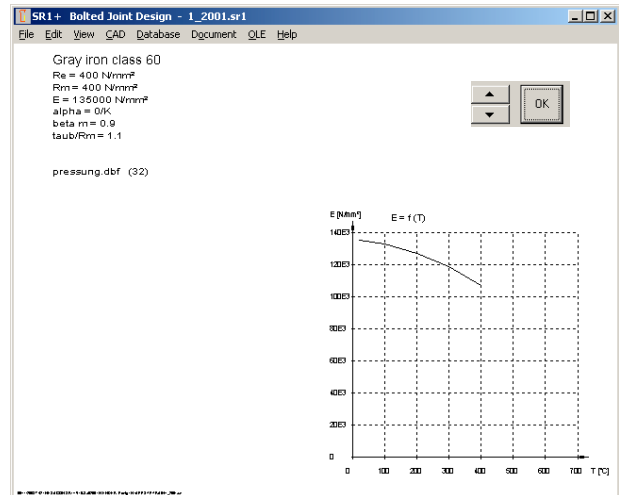 SR1+ Bolted Joint Design - 1_2001.sr1
File Edit View CAD Database Document OLE Help
Gray iron class 60
Re = 400 N/mm²
Rm = 400 N/mm²
E = 135000 N/mm²
alpha = 0/K
beta m = 0.9
taub/Rm = 1.1
OK
pressung.dbf (32)
E [N/mm²]
E = f (T)
140E3
120E3
100E3
80E3
60E3
40E3
20E3
0
0 100 200 300 400 500 600 700 T [°C]